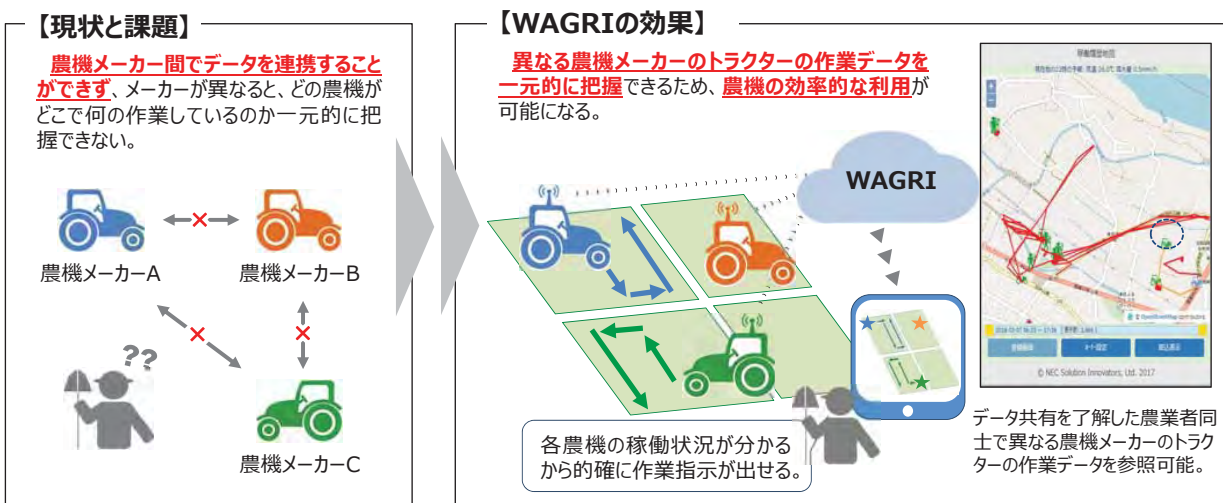 【現状と課題】
農機メーカー間でデータを連携すること
ができず、メーカーが異なると、どの農機が
どこで何の作業しているのか一元的に把
握できない。
農機メーカーA
農機メーカーB
??
農機メーカーC
【WAGRIの効果】
異なる農機メーカーのトラクターの作業データを
一元的に把握できるため、農機の効率的な利用が
可能になる。
WAGRI
各農機の稼働状況が分かる
から的確に作業指示が出せる。
稼働履歴地図
+
-
© OpenStreetMap contributors
© NEC Solution Innovators, Ltd. 2017
データ共有を了解した農業者同
士で異なる農機メーカーのトラク
ターの作業データを参照可能。